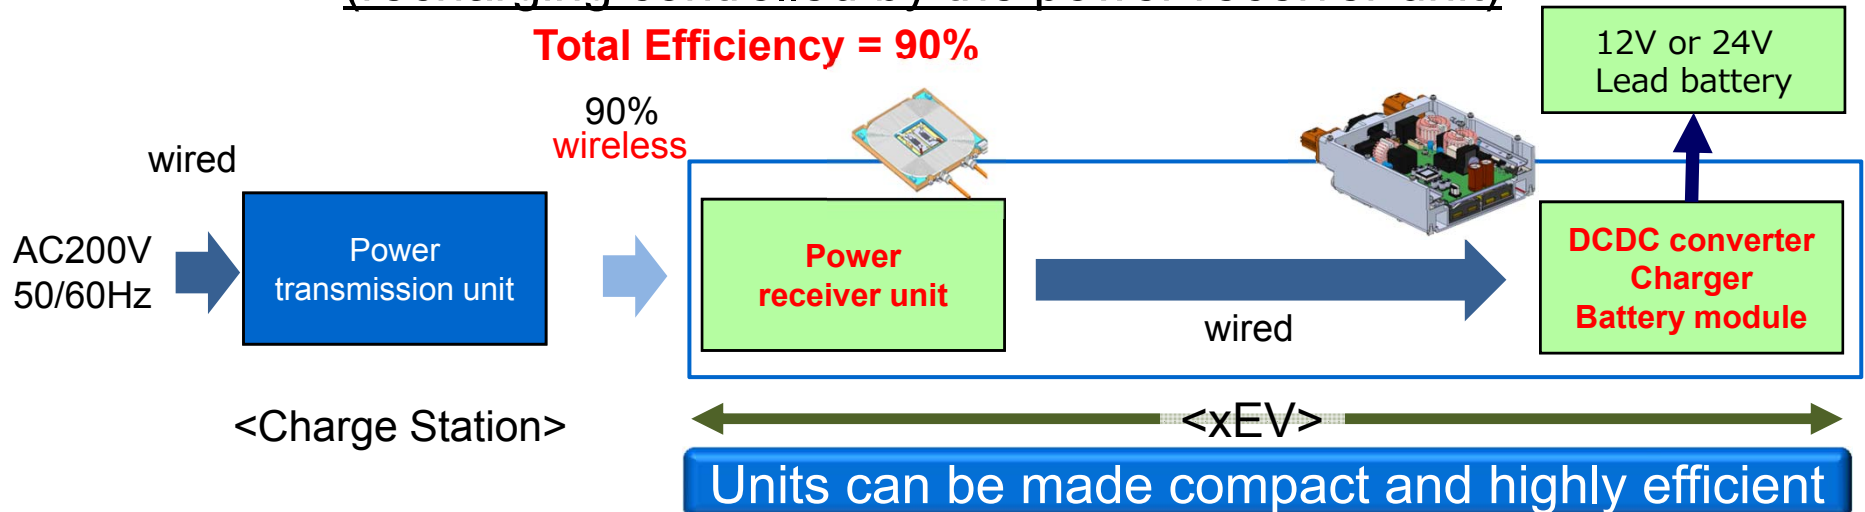 Total Efficiency = 90%
12V or 24V
Lead battery
90%
wireless
wired
AC200V
50/60Hz
Power
transmission unit
Power
receiver unit
wired
DCDC converter
Charger
Battery module
<Charge Station>
<xEV>
Units can be made compact and highly efficient